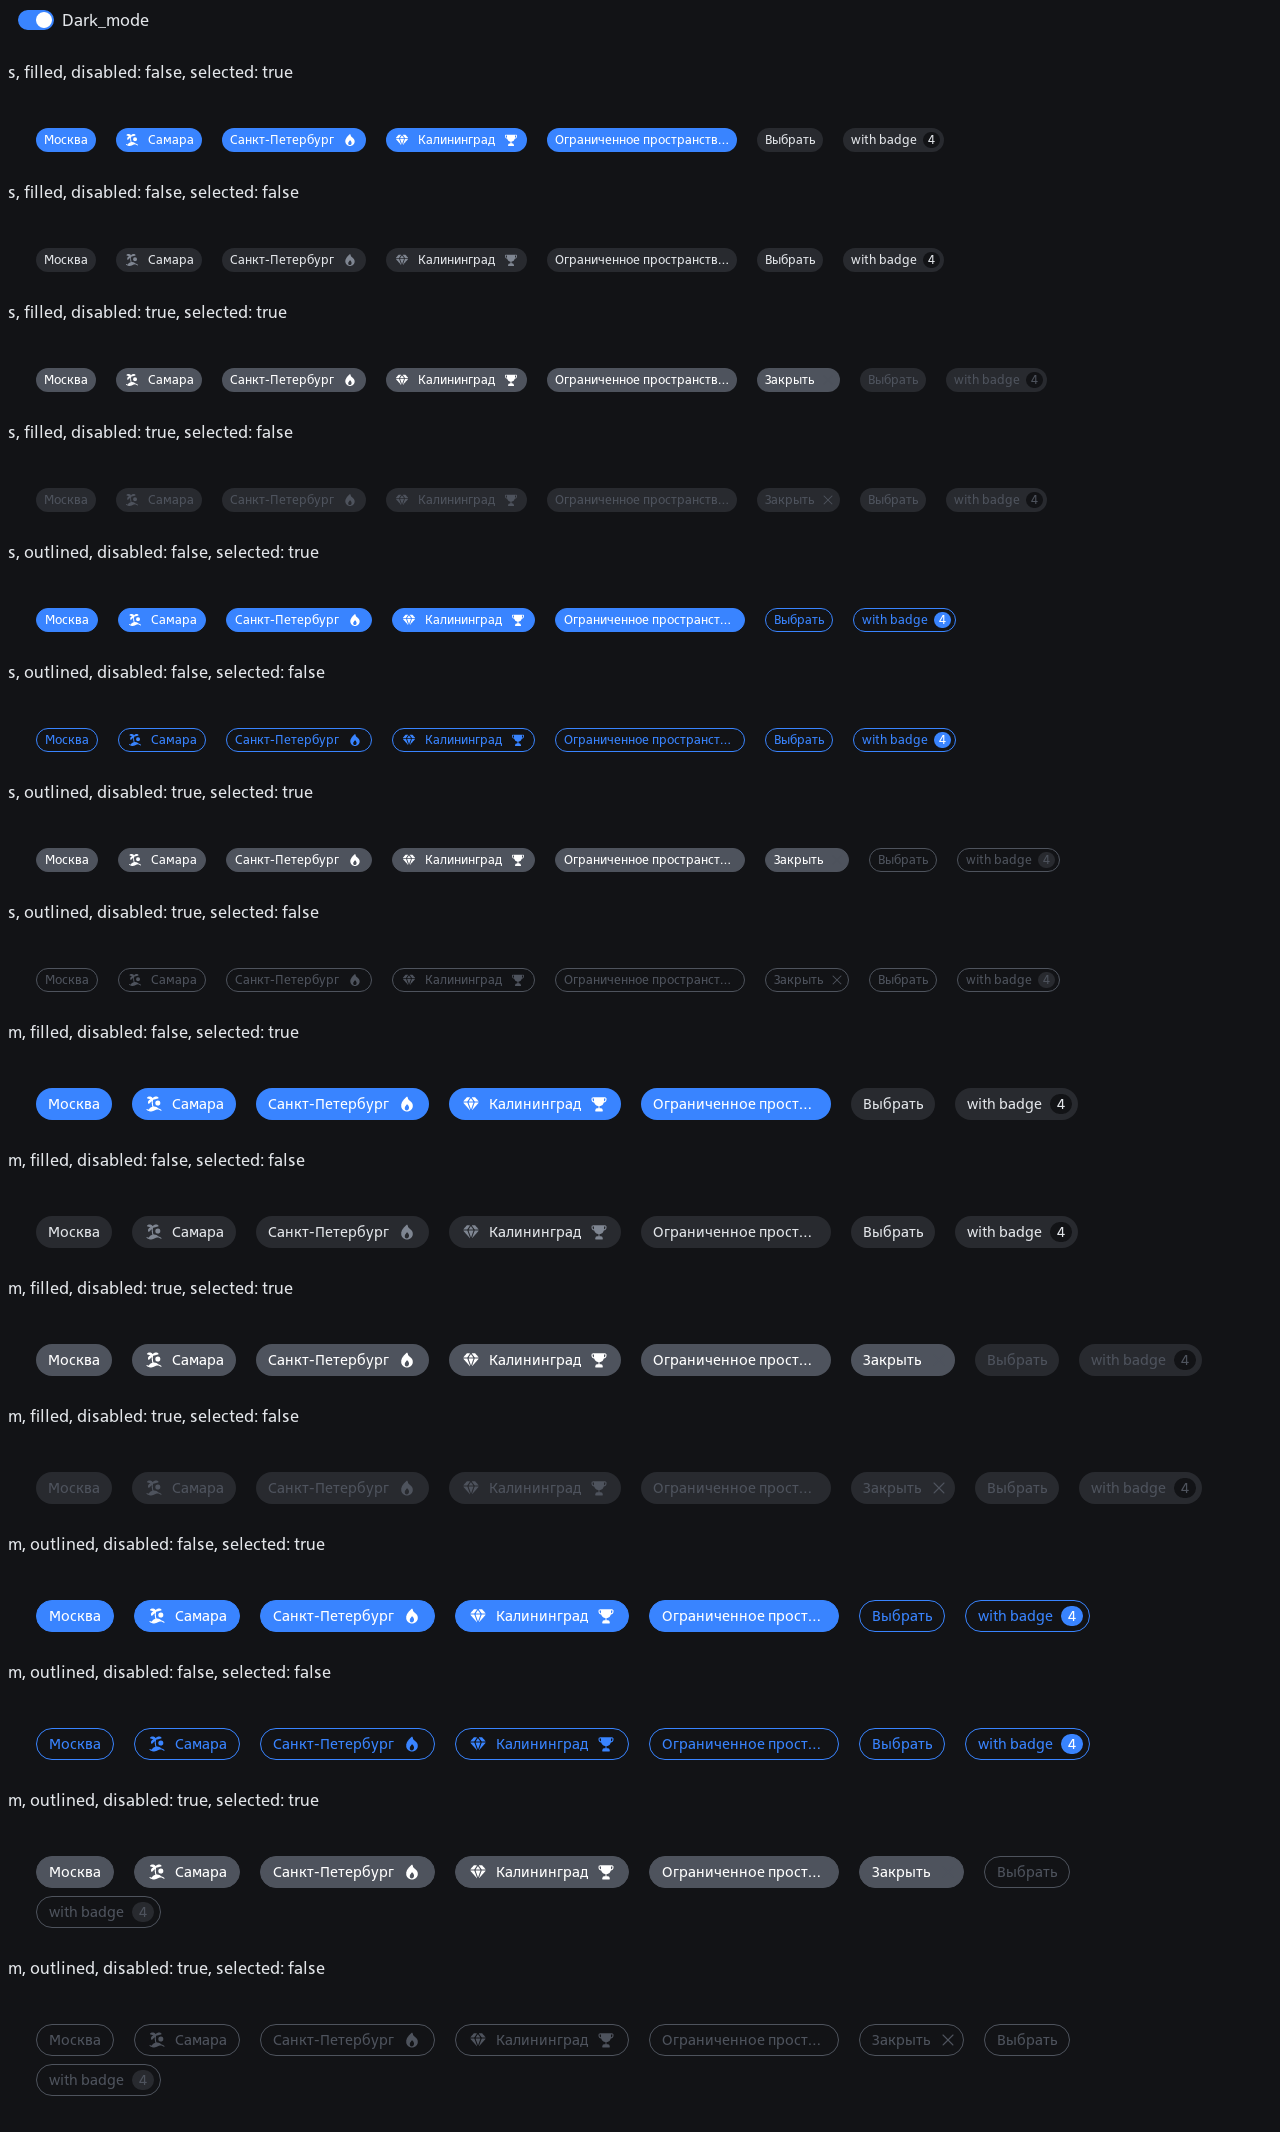 Dark_mode
s, filled, disabled: false, selected: true
Москва Самара Санкт-Петербург Калининград Ограниченное пространств... Выбрать with badge 4
s, filled, disabled: false, selected: false
Москва Самара Санкт-Петербург Калининград Ограниченное пространств... Выбрать with badge 4
s, filled, disabled: true, selected: true
Москва Самара Санкт-Петербург Калининград Ограниченное пространств... Закрыть Выбрать with badge 4
s, filled, disabled: true, selected: false
Москва Самара Санкт-Петербург Калининград Ограниченное пространств... Закрыть Выбрать with badge 4
s, outlined, disabled: false, selected: true
Москва Самара Санкт-Петербург Калининград Ограниченное пространст... Выбрать with badge 4
s, outlined, disabled: false, selected: false
Москва Самара Санкт-Петербург Калининград Ограниченное пространст... Выбрать with badge 4
s, outlined, disabled: true, selected: true
Москва Самара Санкт-Петербург Калининград Ограниченное пространст... Закрыть Выбрать with badge 4
s, outlined, disabled: true, selected: false
Москва Самара Санкт-Петербург Калининград Ограниченное пространст... Закрыть Выбрать with badge 4
m, filled, disabled: false, selected: true
Москва Самара Санкт-Петербург Калининград Ограниченное прост... Выбрать with badge 4
m, filled, disabled: false, selected: false
Москва Самара Санкт-Петербург Калининград Ограниченное прост... Выбрать with badge 4
m, filled, disabled: true, selected: true
Москва Самара Санкт-Петербург Калининград Ограниченное прост... Закрыть Выбрать with badge 4
m, filled, disabled: true, selected: false
Москва Самара Санкт-Петербург Калининград Ограниченное прост... Закрыть Выбрать with badge 4
m, outlined, disabled: false, selected: true
Москва Самара Санкт-Петербург Калининград Ограниченное прост... Выбрать with badge 4
m, outlined, disabled: false, selected: false
Москва Самара Санкт-Петербург Калининград Ограниченное прост... Выбрать with badge 4
m, outlined, disabled: true, selected: true
Москва Самара Санкт-Петербург Калининград Ограниченное прост... Закрыть Выбрать
with badge 4
m, outlined, disabled: true, selected: false
Москва Самара Санкт-Петербург Калининград Ограниченное прост... Закрыть Выбрать
with badge 4